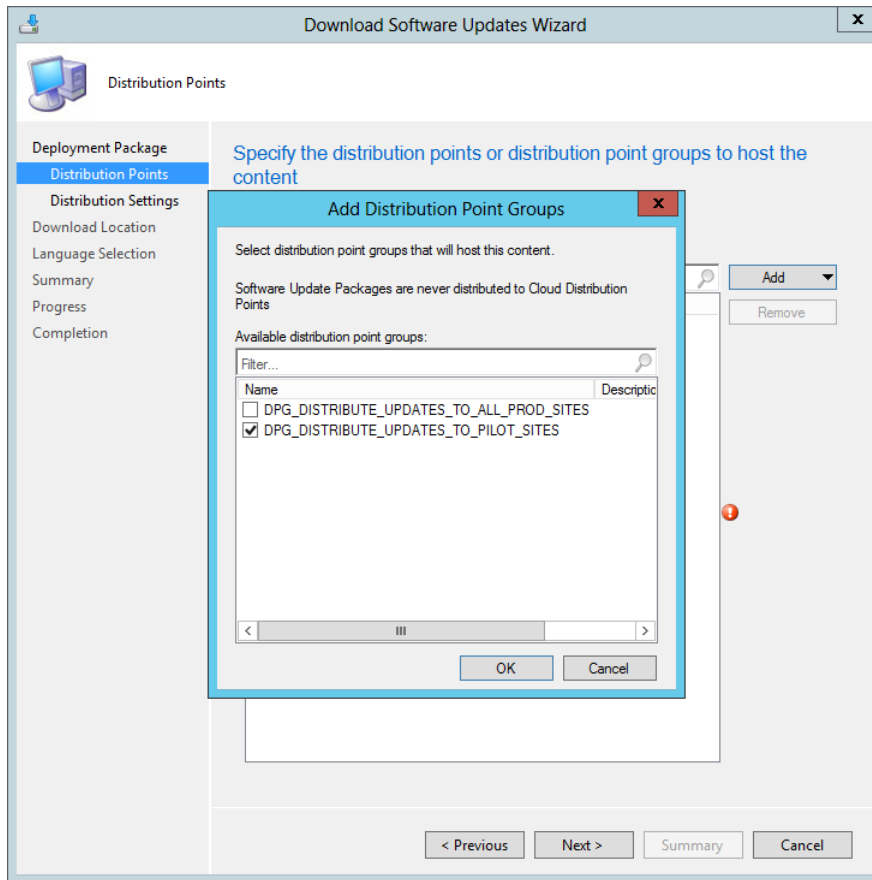 Download Software Updates Wizard
x
Distribution Points
Deployment Package
Distribution Points
Distribution Settings
Download Location
Language Selection
Summary
Progress
Completion
Specify the distribution points or distribution point groups to host the
content
Add Distribution Point Groups
x
Select distribution point groups that will host this content.
Software Update Packages are never distributed to Cloud Distribution
Points
Available distribution point groups:
Filter...
Name Descriptic
DPG_DISTRIBUTE_UPDATES_TO_ALL_PROD_SITES
DPG_DISTRIBUTE_UPDATES_TO_PILOT_SITES
OK Cancel
Add
Remove
< Previous Next > Summary Cancel